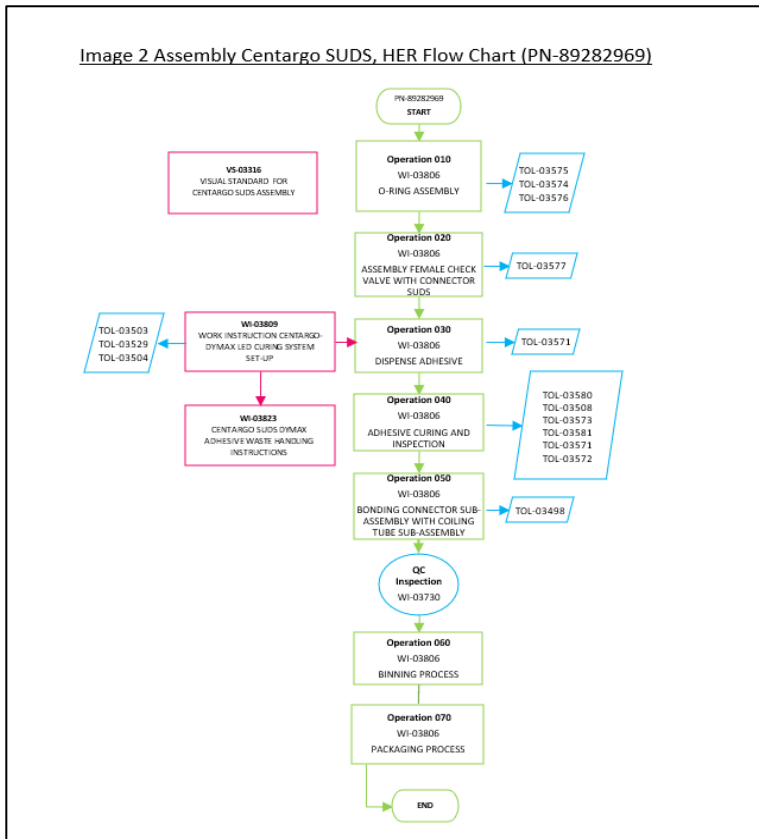 Image 2 Assembly Centargo SUDS, HER Flow Chart (PN-89282969)
PN-89282969
START
Operation 010
WI-03806
O-RING ASSEMBLY
VS-03316
VISUAL STANDARD FOR
CENTARGO SUDS ASSEMBLY
TOL-03575
TOL-03574
TOL-03576
Operation 020
WI-03806
ASSEMBLY FEMALE CHECK
VALVE WITH CONNECTOR
SUDS
TOL-03577
TOL-03503
TOL-03529
TOL-03504
WI-03809
WORK INSTRUCTION CENTARGO-
DYMAX LED CURING SYSTEM
SET-UP
Operation 030
WI-03806
DISPENSE ADHESIVE
TOL-03571
WI-03823
CENTARGO SUDS DYMAX
ADHESIVE WASTE HANDLING
INSTRUCTIONS
Operation 040
WI-03806
ADHESIVE CURING AND
INSPECTION
TOL-03580
TOL-03508
TOL-03573
TOL-03581
TOL-03571
TOL-03572
Operation 050
WI-03806
BONDING CONNECTOR SUB-
ASSEMBLY WITH COILING
TUBE SUB-ASSEMBLY
TOL-03498
QC
Inspection
WI-03730
Operation 060
WI-03806
BINNING PROCESS
Operation 070
WI-03806
PACKAGING PROCESS
END